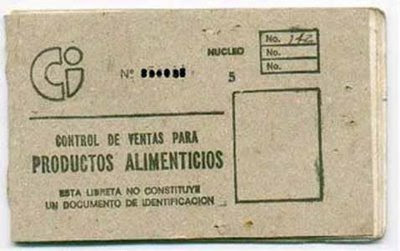 Ci
NUCLEO
5
No. 142
No.
No.
Nº
CONTROL DE VENTAS PARA
PRODUCTOS ALIMENTICIOS
ESTA LIBRETA NO CONSTITUYE
UN DOCUMENTO DE IDENTIFICACION